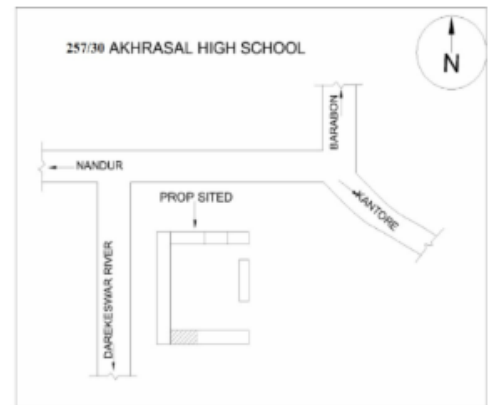 257/30 AKHRASAL HIGH SCHOOL
N
BARABON
NANDUR
KANTORE
PROP SITED
DAREKESWAR RIVER